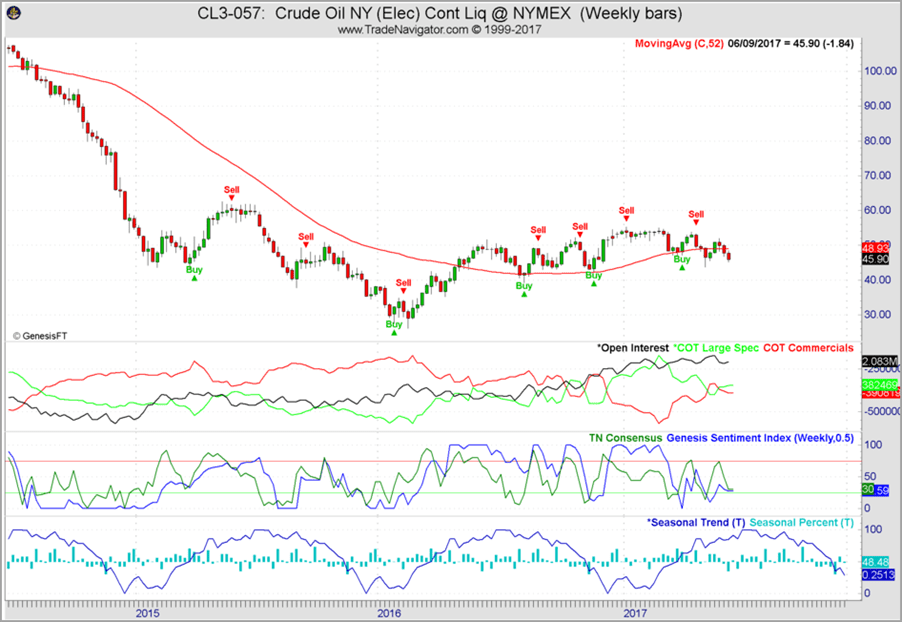 CL3-057: Crude Oil NY (Elec) Cont Liq @ NYMEX (Weekly bars)
www.TradeNavigator.com © 1999-2017
MovingAvg (C,52) 06/09/2017 = 45.90 (-1.84)
100.00
90.00
80.00
70.00
60.00
48.93
45.90
40.00
30.00
Sell
Sell
Sell
Sell
Sell
Sell
Sell
Buy
Buy
Buy
Buy
Buy
© GenesisFT
*Open Interest *COT Large Spec COT Commercials
2.083M
382469
TN Consensus Genesis Sentiment Index (Weekly,0.5)
100
50
30.59
0
*Seasonal Trend (T) Seasonal Percent (T)
100
48.48
0.2513
0
2015 2016 2017